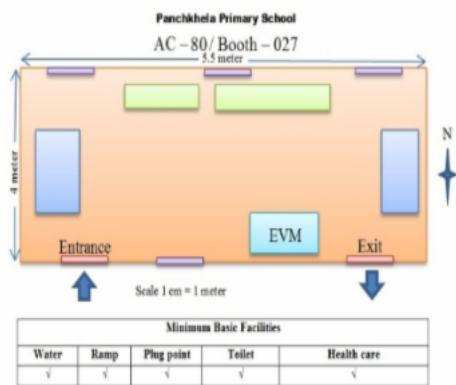 Panchkhela Primary School
AC – 80/ Booth – 027
5.5 meter
4 meter
N
EVM
Entrance
Exit
Scale 1 cm = 1 meter
Minimum Basic Facilities
Water Ramp Plug point Toilet Health care
√ √ √ √ √